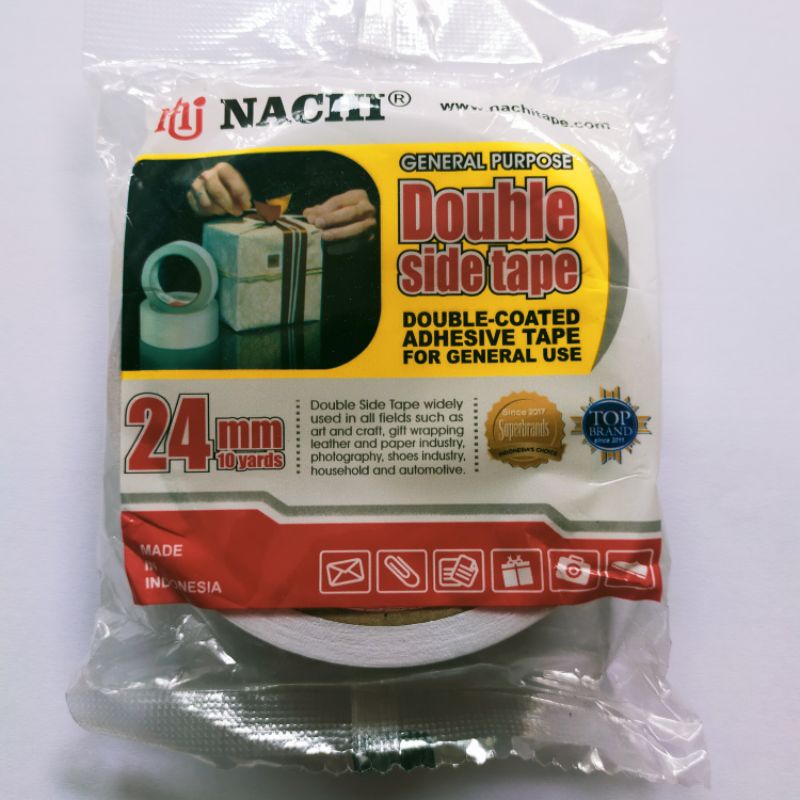 NACHI®
www.nachitape.com
GENERAL PURPOSE
Double
side tape
DOUBLE-COATED
ADHESIVE TAPE
FOR GENERAL USE
24 mm
10 yards
Double Side Tape widely
used in all fields such as
art and craft, gift wrapping
leather and paper industry,
photography, shoes industry,
household and automotive.
Since 2017
Superbrands
INDONESIA'S CHOICE
TOP
BRAND
since 2011
MADE
IN
INDONESIA